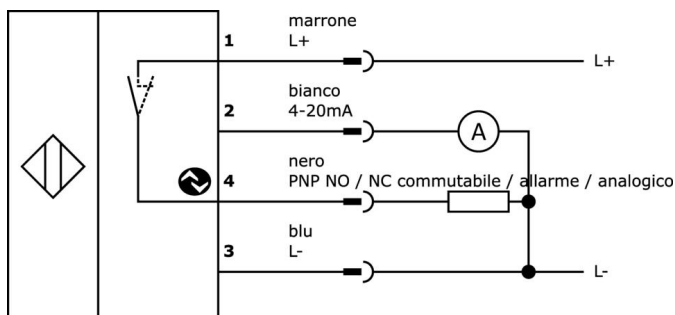 marrone
1 L+
L+
bianco
2 4-20mA
A
nero
4 PNP NO / NC commutabile / allarme / analogico
blu
3 L-
L-